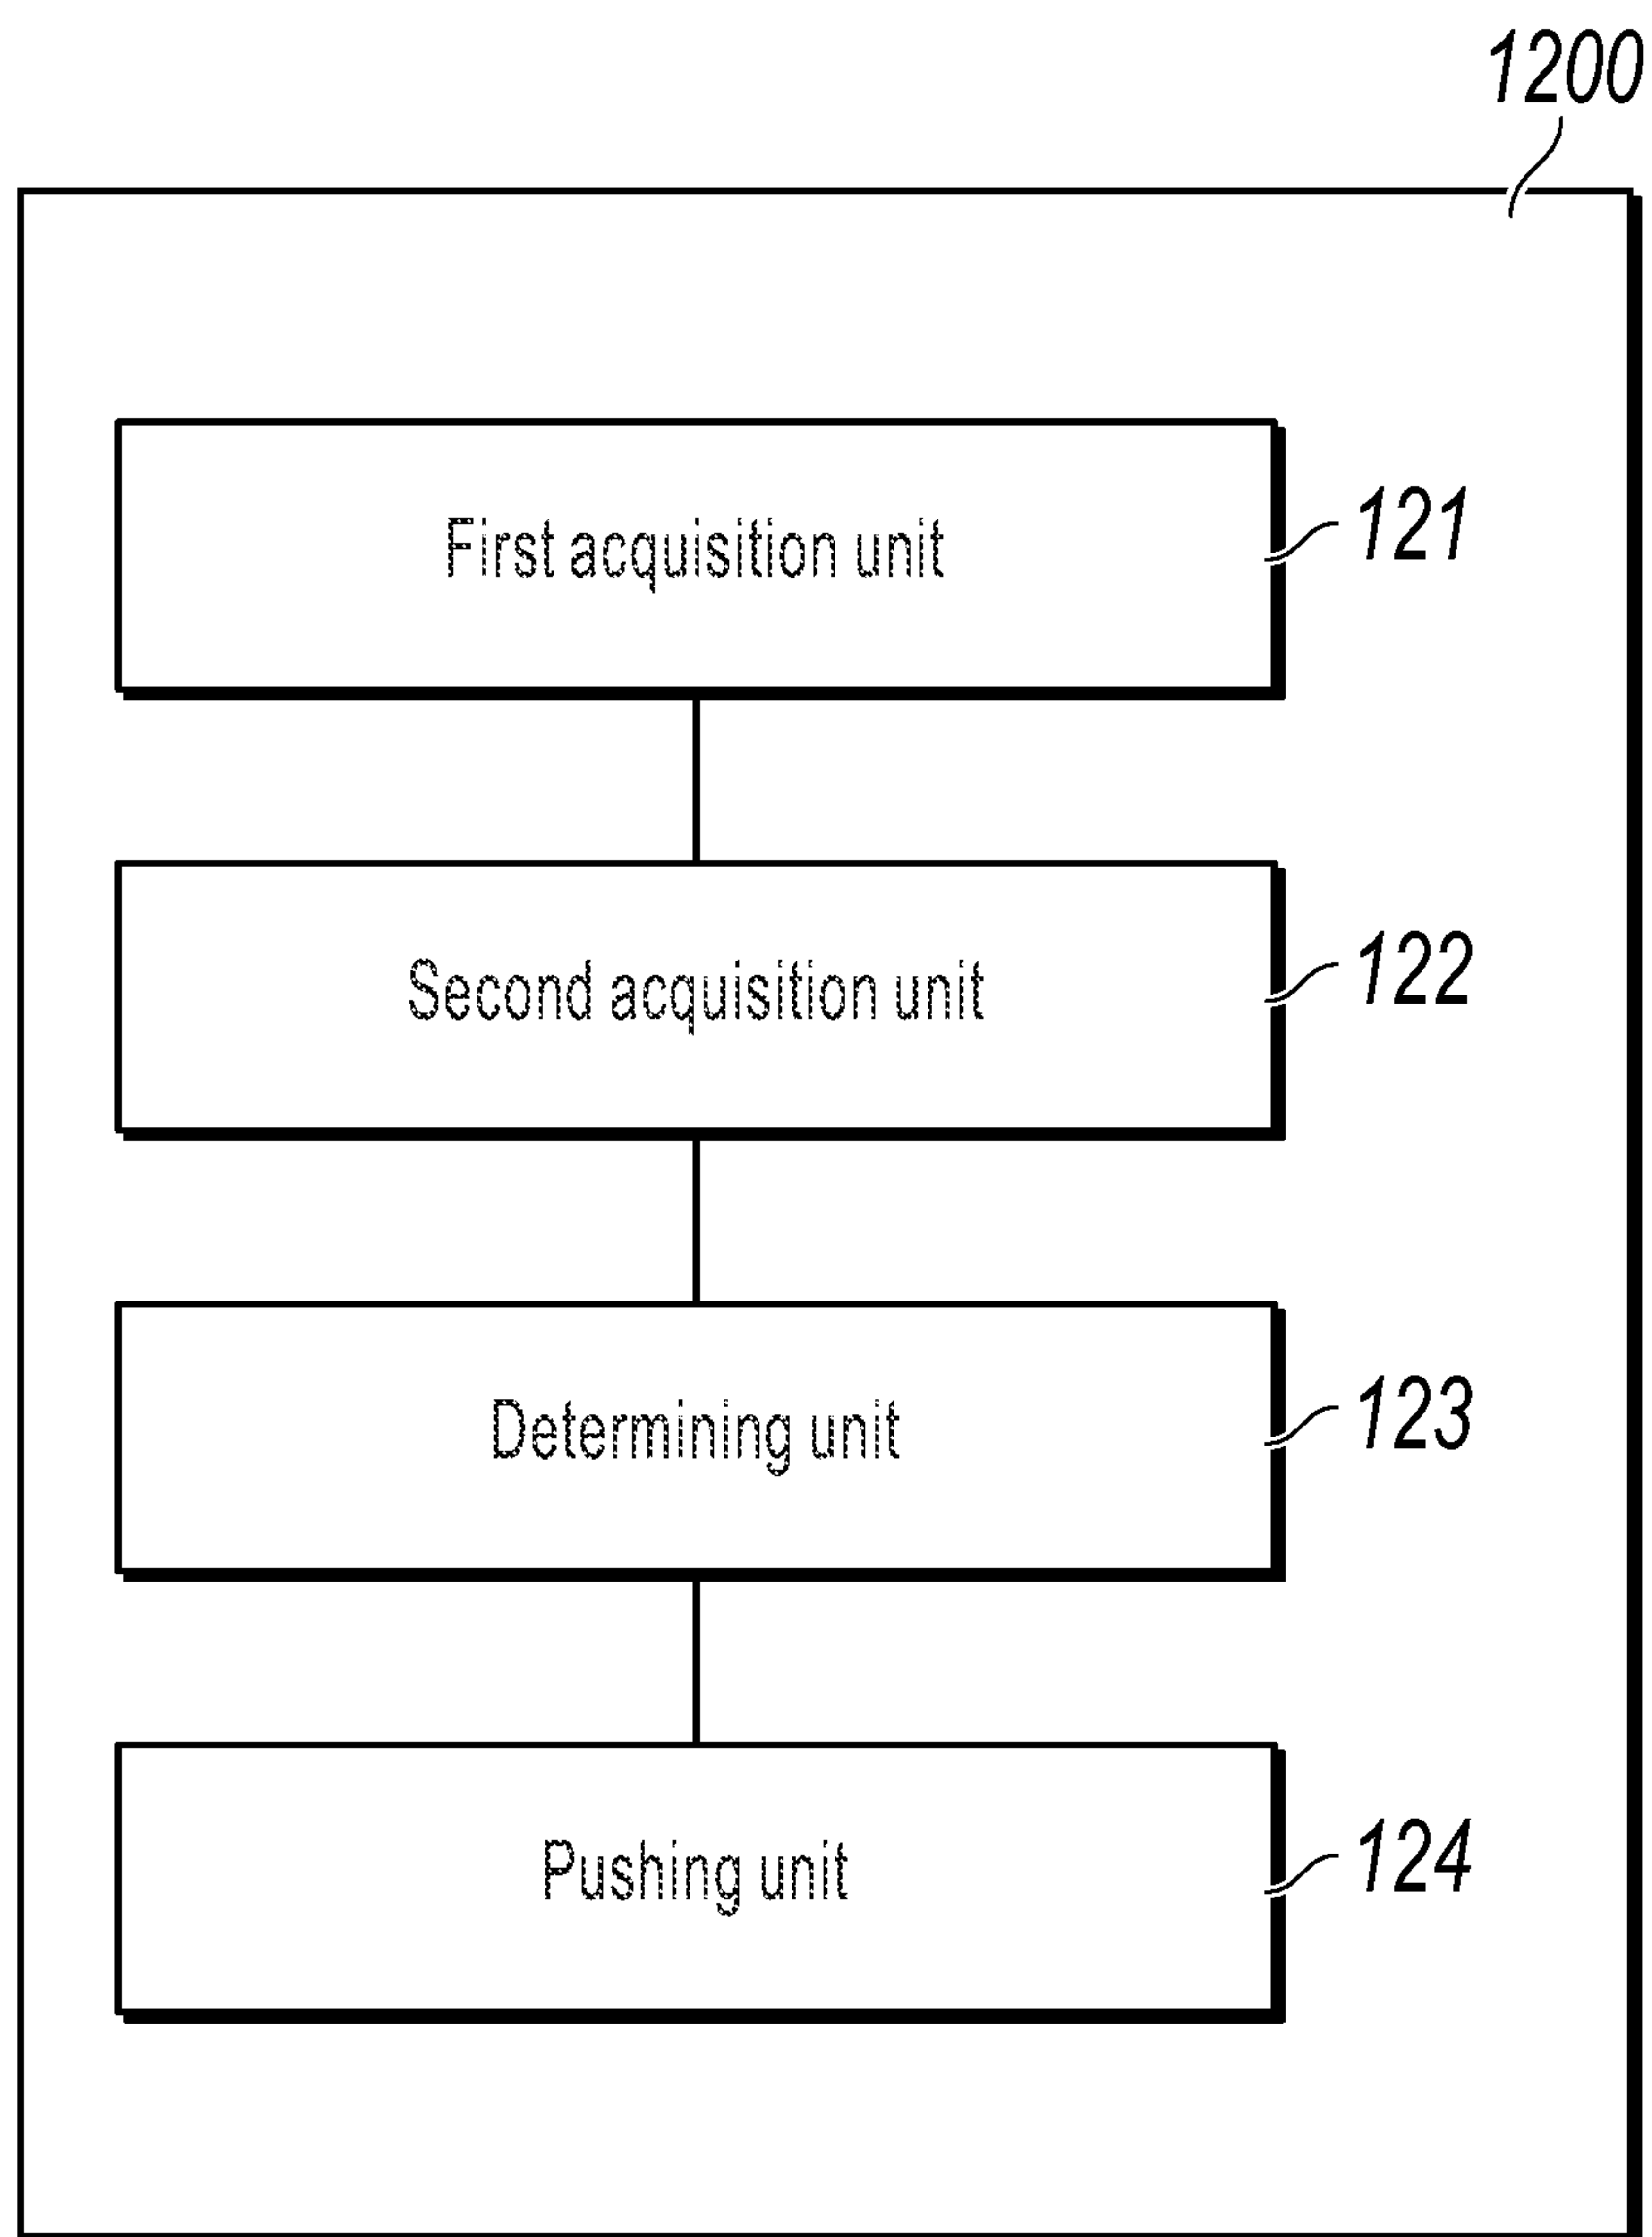 1200
First acquisition unit
121
Second acquisition unit
122
Determining unit
123
Pushing unit
124